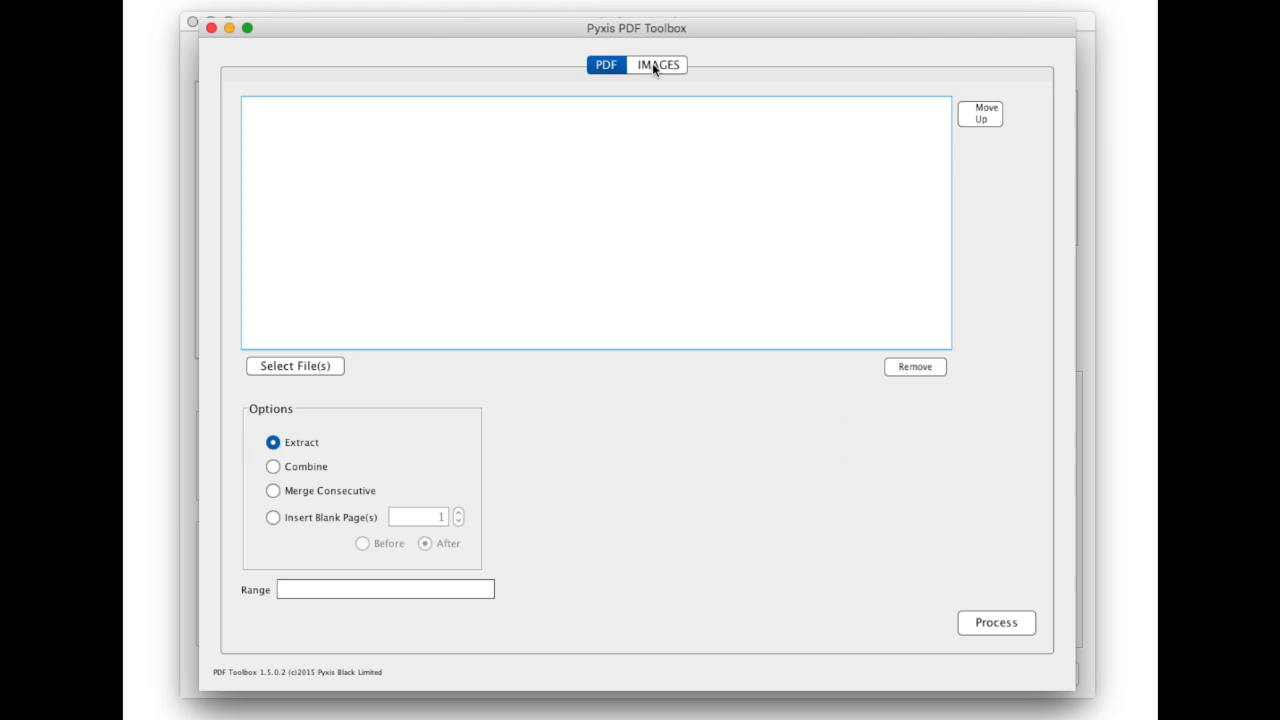 Pyxis PDF Toolbox
PDF IMAGES
Move
Up
Select File(s)
Remove
Options
Extract
Combine
Merge Consecutive
Insert Blank Page(s) 1
Before After
Range
Process
PDF Toolbox 1.5.0.2 (c)2015 Pyxis Black Limited